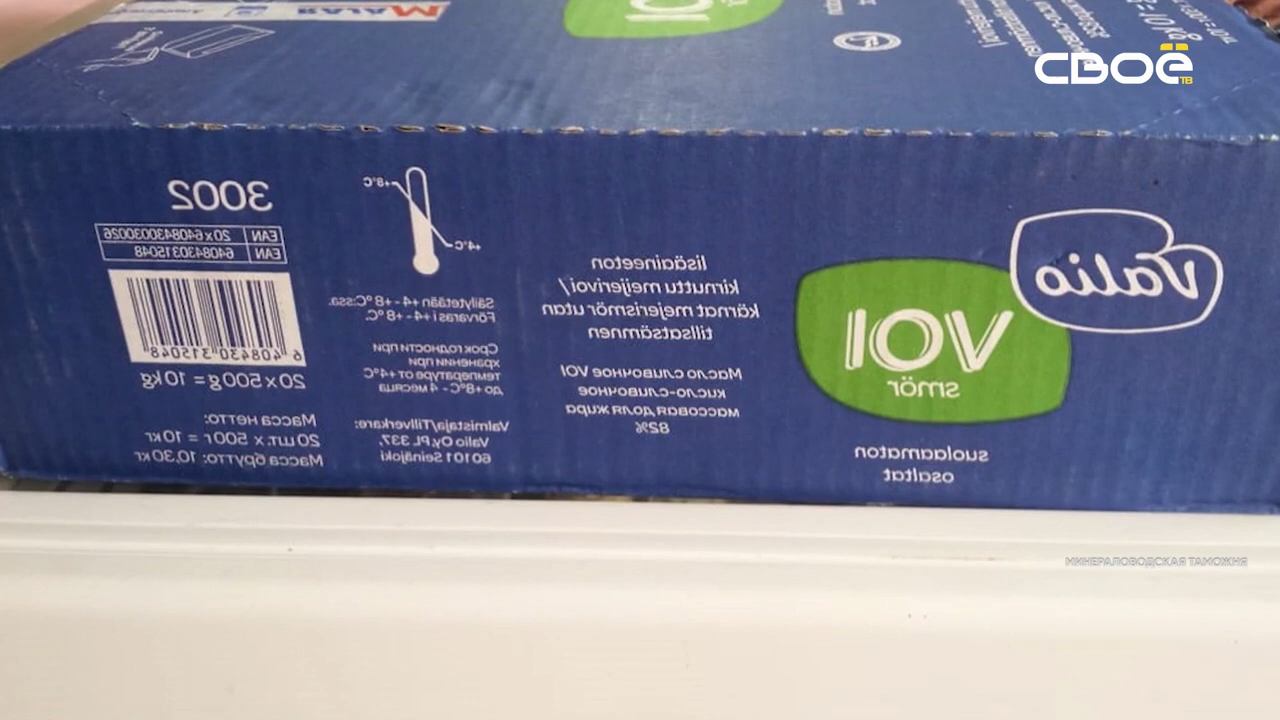 СВОЁ
ТВ
3002
EAN 20 x 6408430030026
EAN 6408430315048
6 408430 315048
20 x 500 g = 10 kg
Масса нетто:
20 шт. х 500г = 10 кг
Масса брутто: 10,30 кг
+8°C
+4°C
Säilytetään +4 - +8 °C:ssa.
Förvaras i +4 - +8 °C.
Срок годности при
хранении при
температуре от +4°С
до +8°С - 4 месяца
Valmistaja/Tillverkare:
Valio Oy, PL 337,
60101 Seinäjoki
lisäaineeton
kirnuttu meijerivoi/
kärnat mejerismör utan
tillsatsämnen
Масло сливочное VOI
кисло-сливочное
массовая доля жира
82%
Valio
VOI
smör
suolaamaton
osaltat
МИНЕРАЛОВОДСКАЯ ТАМОЖНЯ